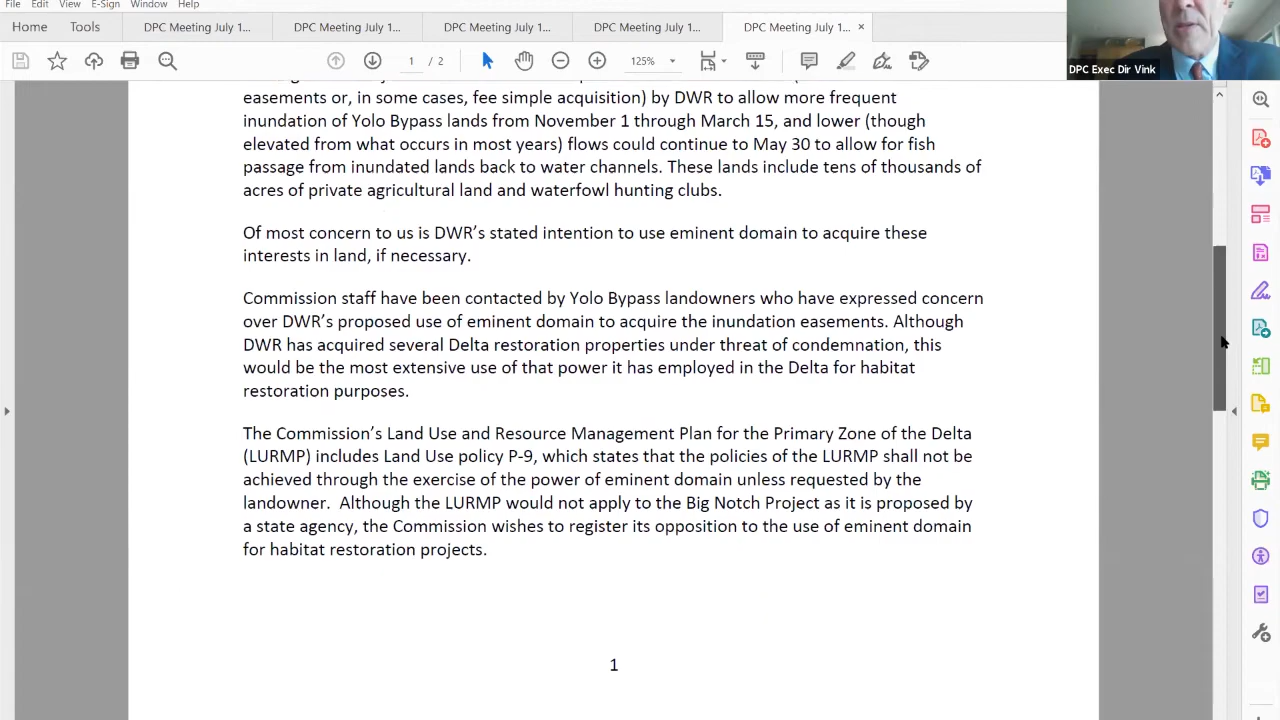 File Edit View E-Sign Window Help
Home Tools DPC Meeting July 1... DPC Meeting July 1... DPC Meeting July 1... DPC Meeting July 1... DPC Meeting July 1... ×
1 / 2 125%
DPC Exec Dir Vink
easements or, in some cases, fee simple acquisition) by DWR to allow more frequent
inundation of Yolo Bypass lands from November 1 through March 15, and lower (though
elevated from what occurs in most years) flows could continue to May 30 to allow for fish
passage from inundated lands back to water channels. These lands include tens of thousands of
acres of private agricultural land and waterfowl hunting clubs.
Of most concern to us is DWR's stated intention to use eminent domain to acquire these
interests in land, if necessary.
Commission staff have been contacted by Yolo Bypass landowners who have expressed concern
over DWR's proposed use of eminent domain to acquire the inundation easements. Although
DWR has acquired several Delta restoration properties under threat of condemnation, this
would be the most extensive use of that power it has employed in the Delta for habitat
restoration purposes.
The Commission's Land Use and Resource Management Plan for the Primary Zone of the Delta
(LURMP) includes Land Use policy P-9, which states that the policies of the LURMP shall not be
achieved through the exercise of the power of eminent domain unless requested by the
landowner. Although the LURMP would not apply to the Big Notch Project as it is proposed by
a state agency, the Commission wishes to register its opposition to the use of eminent domain
for habitat restoration projects.
1